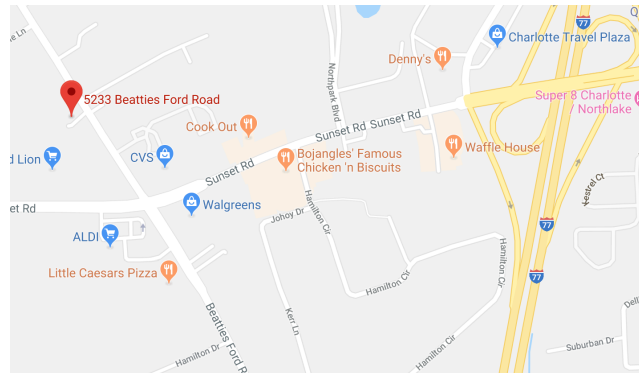 77
Charlotte Travel Plaza
Denny's
Northpark Blvd
5233 Beatties Ford Road
Super 8 Charlotte
/ Northlake
Cook Out
Sunset Rd
Sunset Rd
Waffle House
d Lion
CVS
Bojangles' Famous
Chicken 'n Biscuits
Sunset Rd
Kestrel Ct
et Rd
Walgreens
Hamilton Cir
Johoy Dr
77
ALDI
Little Caesars Pizza
Hamilton Cir
Hamilton Cir
77
Beatties Ford R
Kerr Ln
Hamilton Dr
Hamilton Cir
Suburban Dr